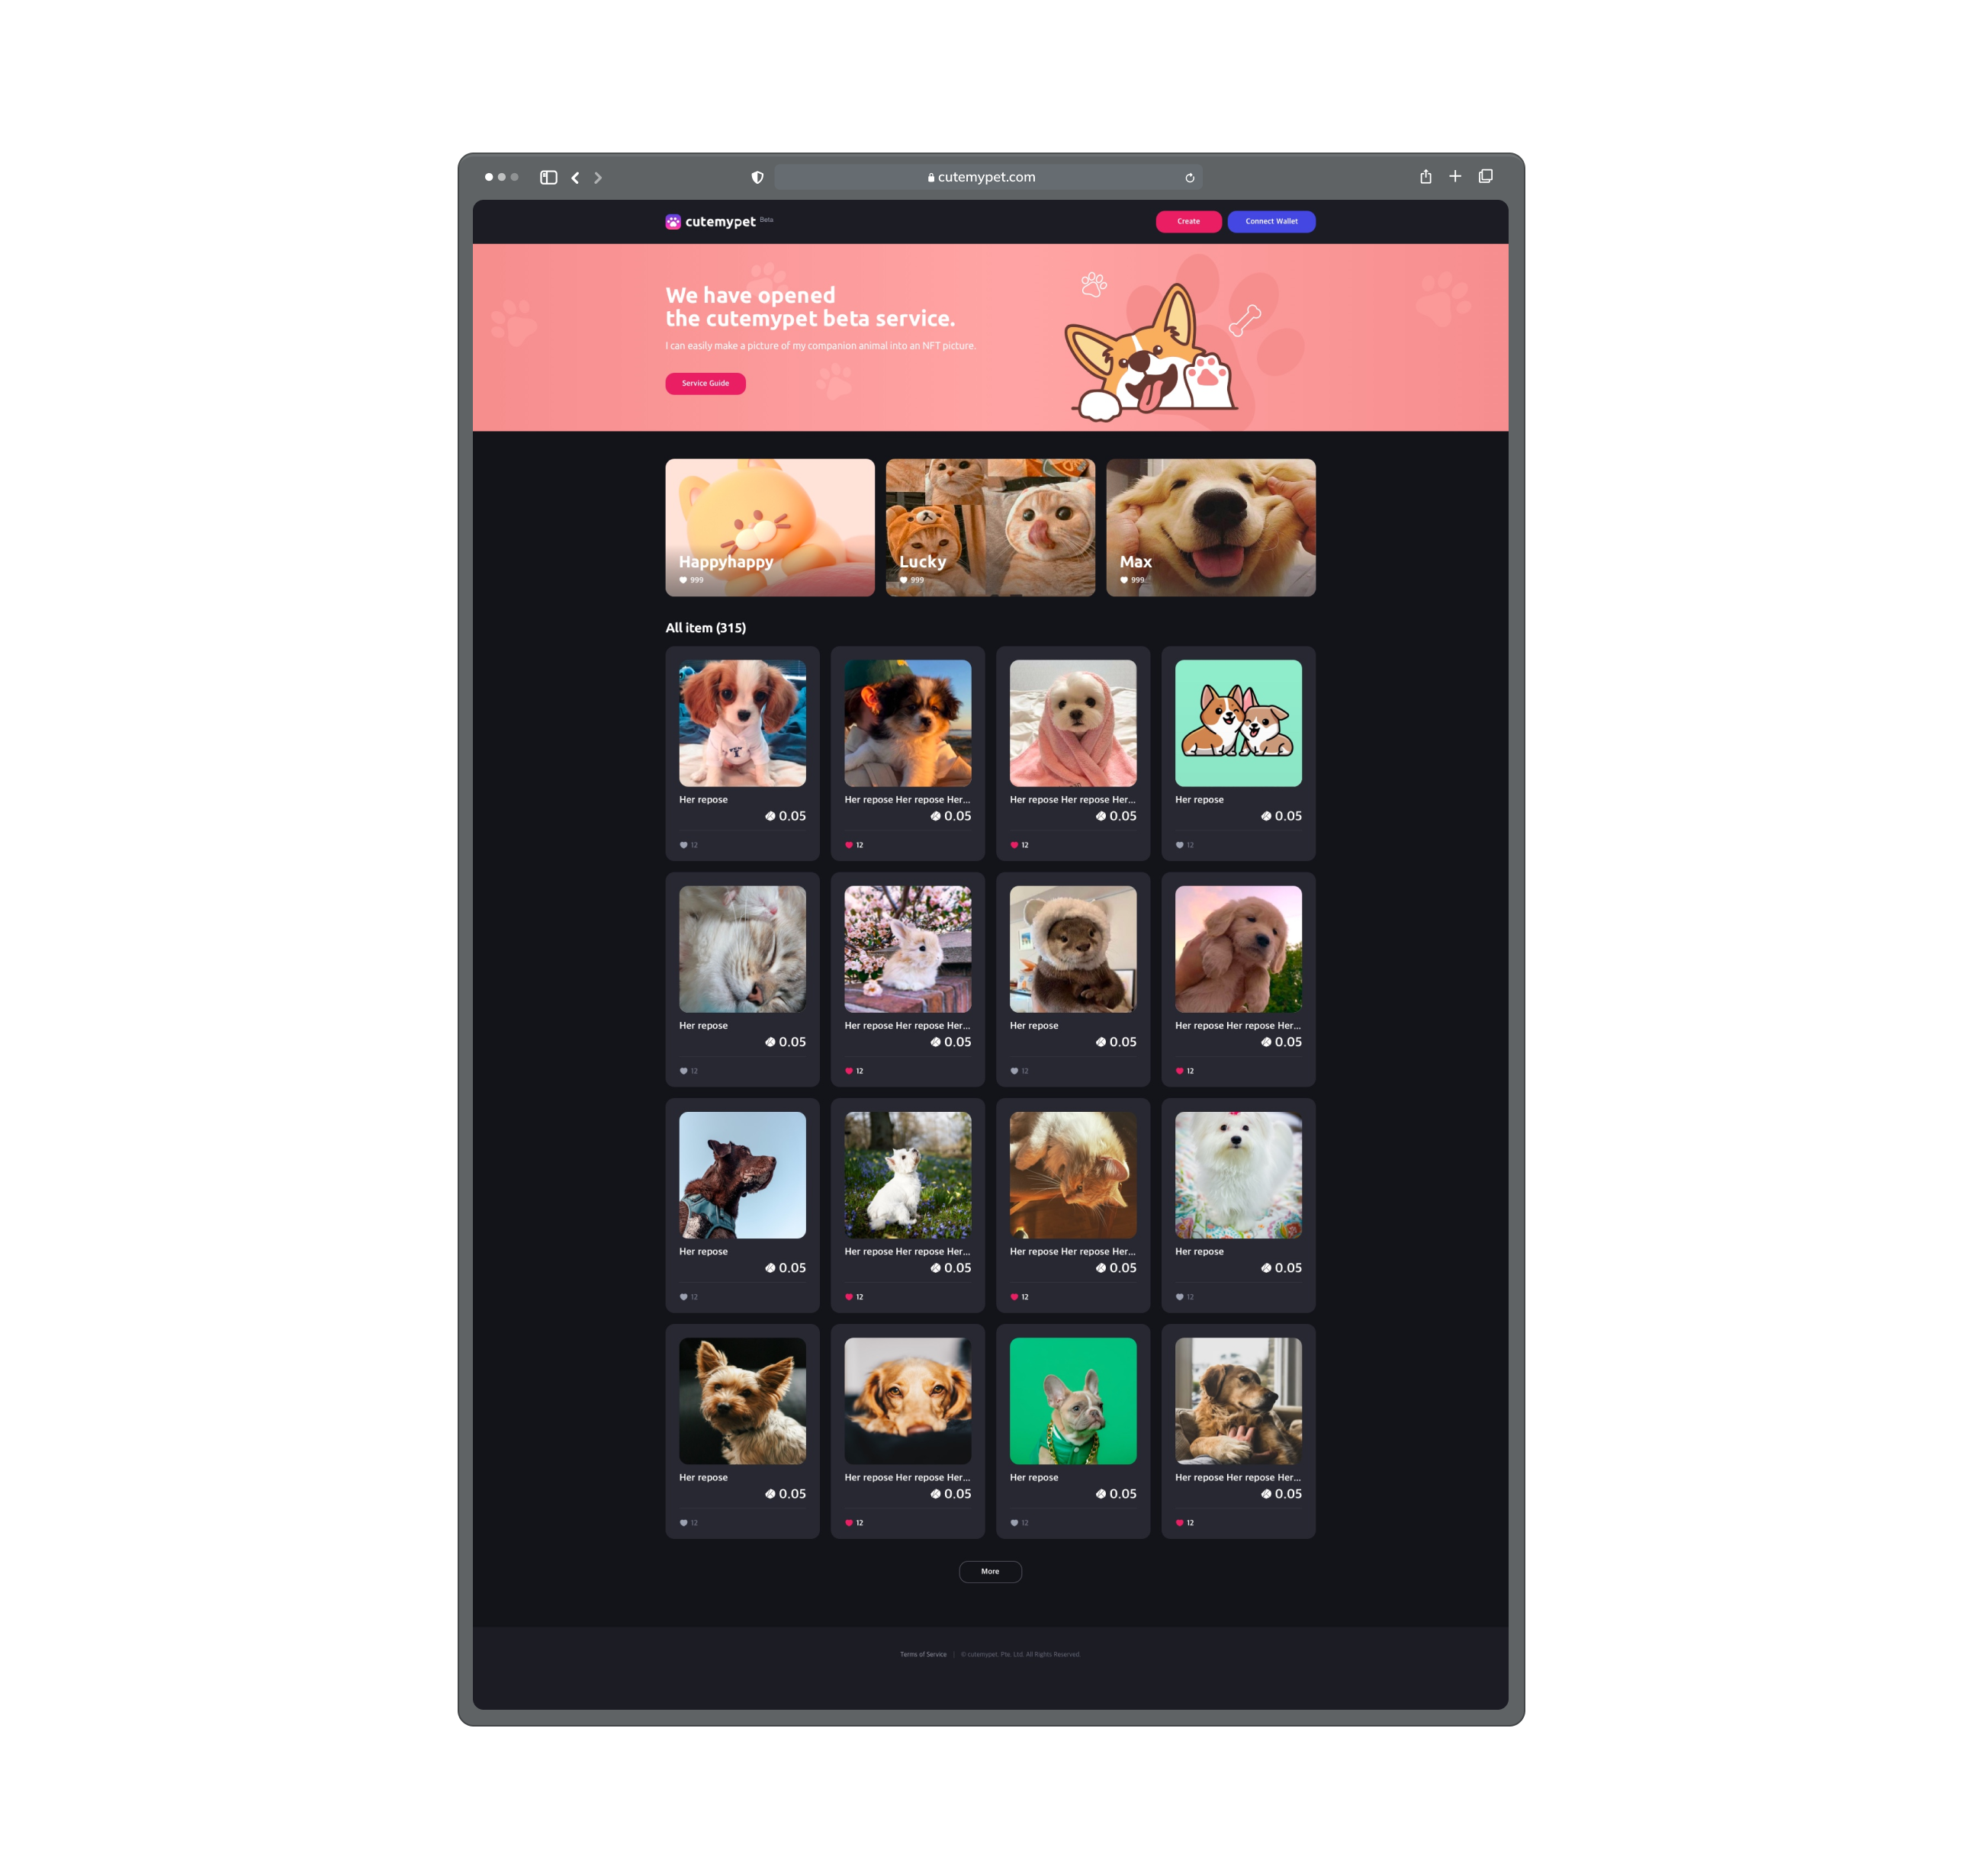 cutemypet.com
cutemypet Beta
Create
Connect Wallet
We have opened
the cutemypet beta service.
I can easily make a picture of my companion animal into an NFT picture.
Service Guide
Happyhappy
999
Lucky
999
Max
999
All item (315)
Her repose
0.05
12
Her repose Her repose Her...
0.05
12
Her repose Her repose Her...
0.05
12
Her repose
0.05
12
Her repose
0.05
12
Her repose Her repose Her...
0.05
12
Her repose
0.05
12
Her repose Her repose Her...
0.05
12
Her repose
0.05
12
Her repose Her repose Her...
0.05
12
Her repose Her repose Her...
0.05
12
Her repose
0.05
12
Her repose
0.05
12
Her repose Her repose Her...
0.05
12
Her repose
0.05
12
Her repose Her repose Her...
0.05
12
More
Terms of Service | © cutemypet. Pte. Ltd. All Rights Reserved